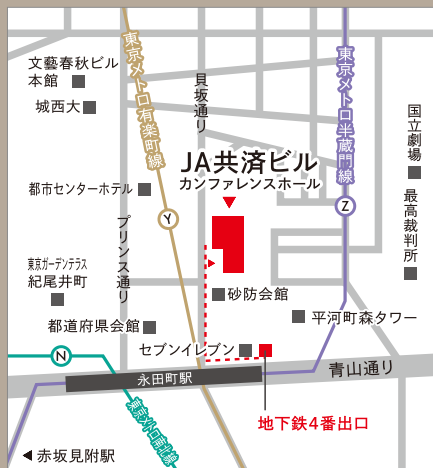 文藝春秋ビル
本館
城西大
東京メトロ有楽町線
貝坂通り
東京メトロ半蔵門線
国立劇場
最高裁判所
JA共済ビル
カンファレンスホール
都市センターホテル
プリンス通り
Y
Z
東京ガーデンテラス
紀尾井町
砂防会館
平河町森タワー
都道府県会館
セブンイレブン
N
永田町駅
青山通り
東京メトロ南北線
地下鉄4番出口
赤坂見附駅